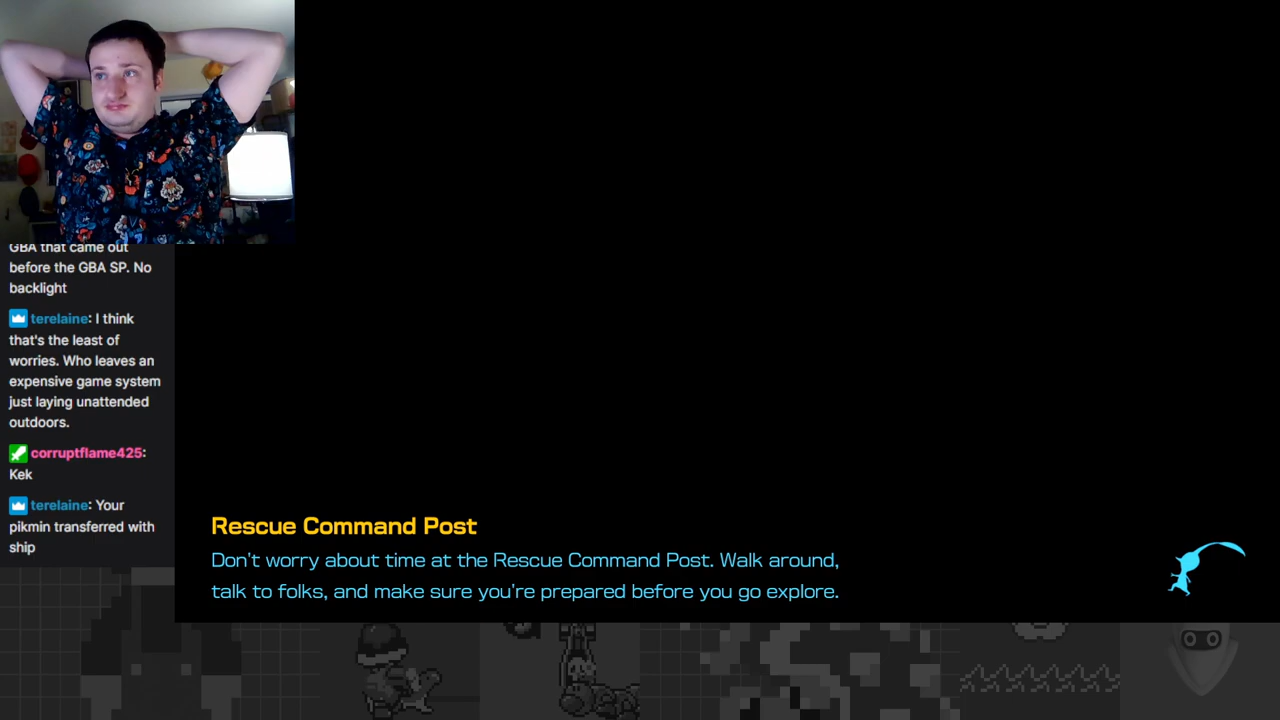 GBA that came out
before the GBA SP. No
backlight
terelaine: I think
that's the least of
worries. Who leaves an
expensive game system
just laying unattended
outdoors.
corruptflame425:
Kek
terelaine: Your
pikmin transferred with
ship
Rescue Command Post
Don't worry about time at the Rescue Command Post. Walk around,
talk to folks, and make sure you're prepared before you go explore.